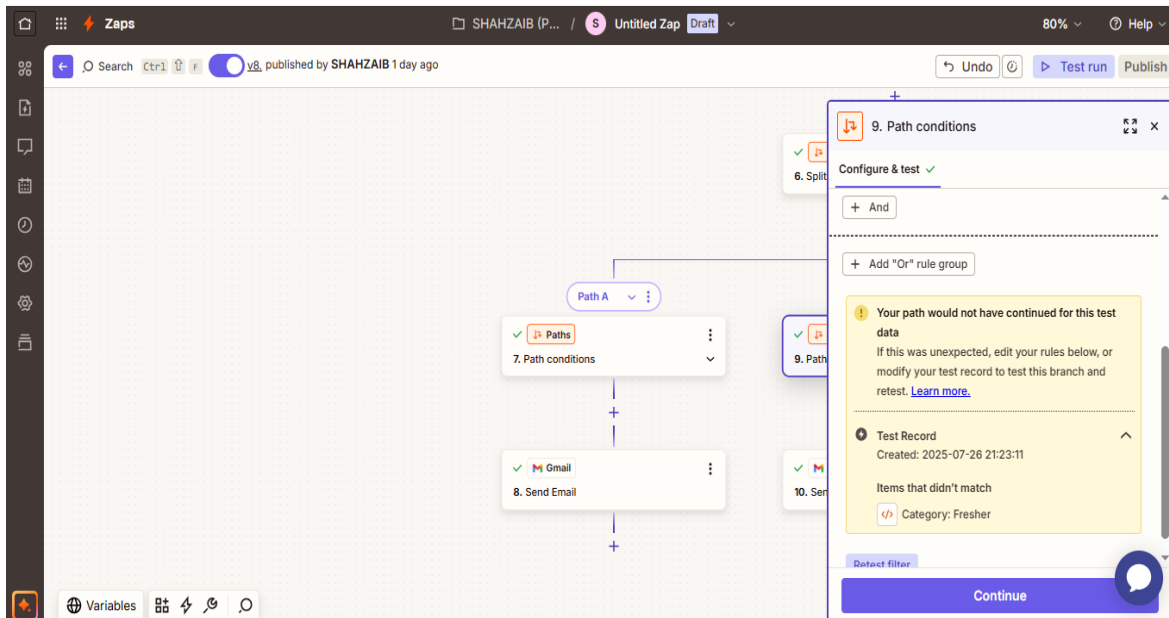 Zaps
SHAHZAIB (P... / S Untitled Zap Draft
80%
Help
Search Ctrl ⇧ F
v8. published by SHAHZAIB 1 day ago
Undo
Test run
Publish
6. Split
Path A
Paths
7. Path conditions
9. Path
Gmail
8. Send Email
10. Sen
Variables
9. Path conditions
Configure & test
+ And
+ Add "Or" rule group
Your path would not have continued for this test
data
If this was unexpected, edit your rules below, or
modify your test record to test this branch and
retest. Learn more.
Test Record
Created: 2025-07-26 21:23:11
Items that didn't match
Category: Fresher
Retest filter
Continue